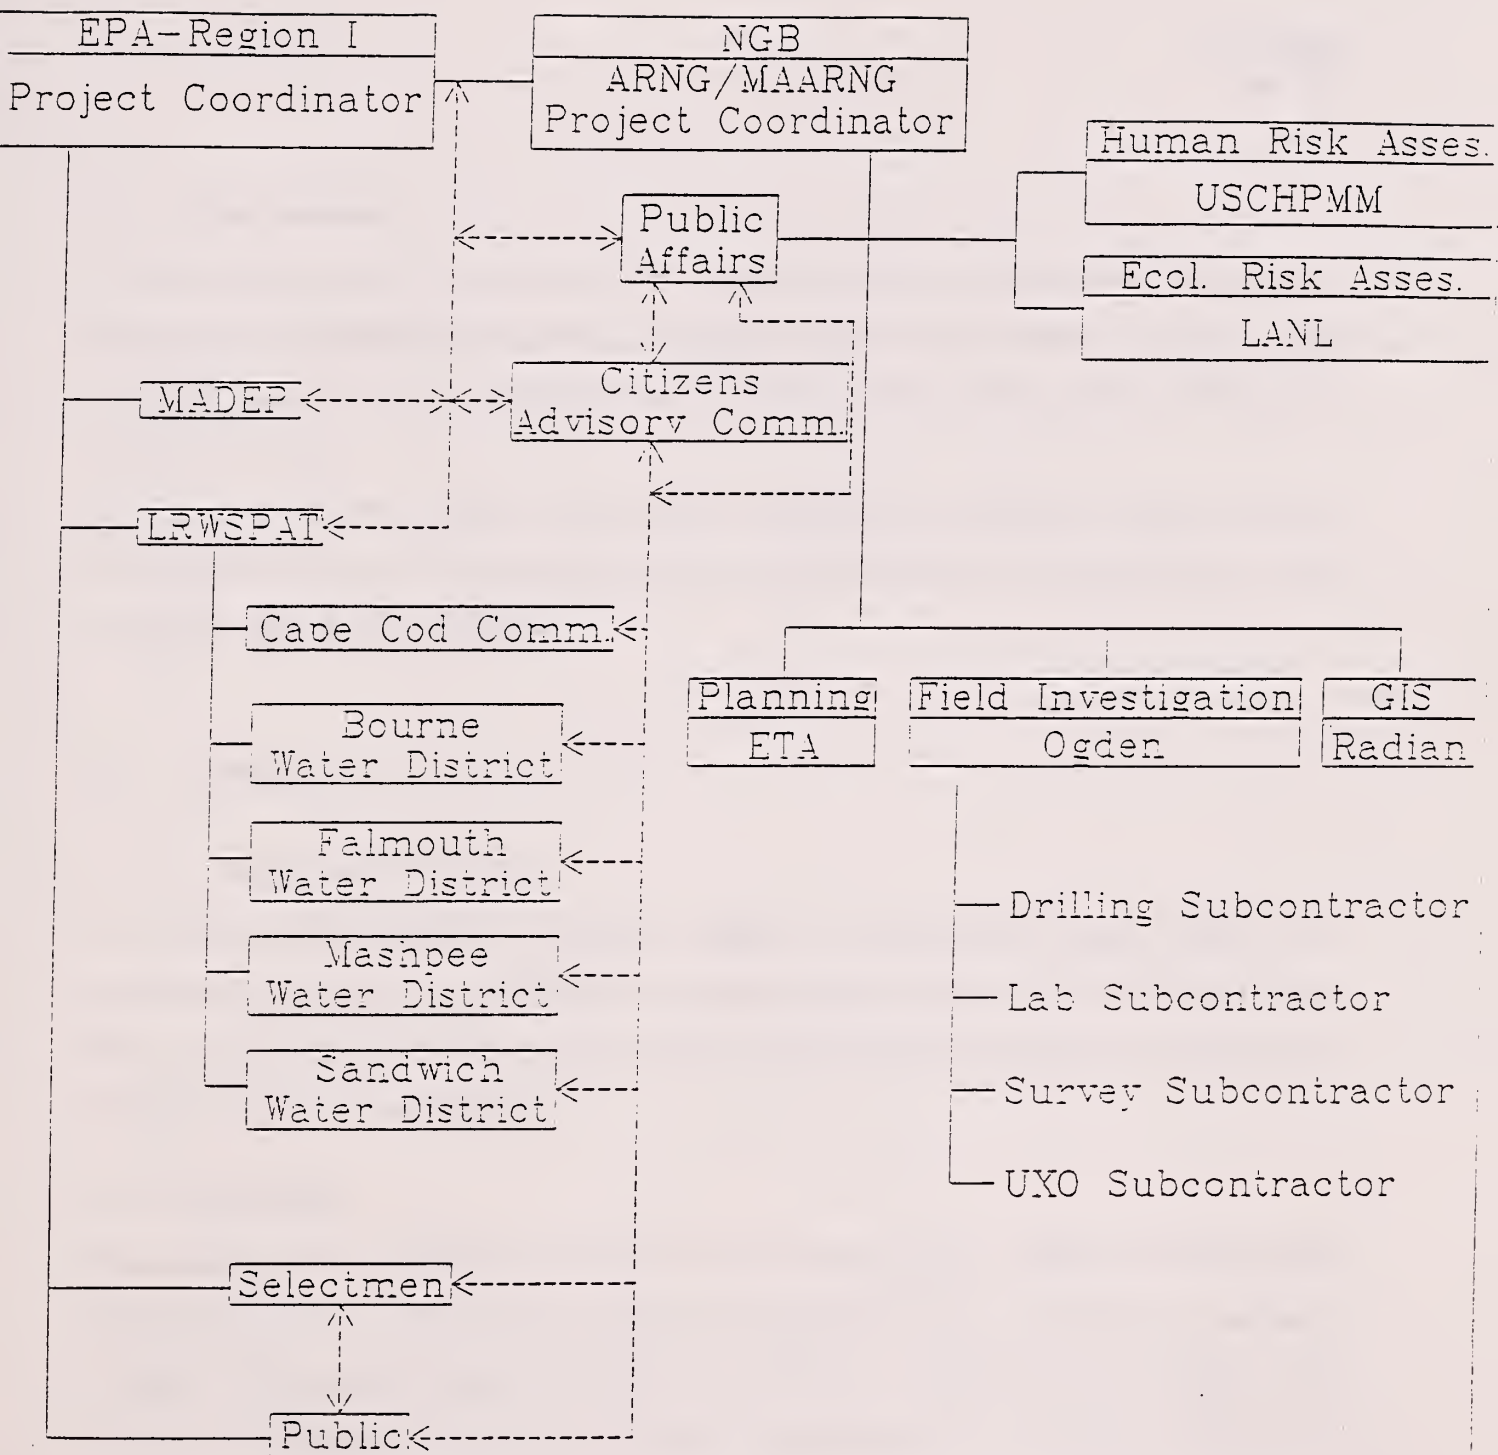 EPA-Region I
Project Coordinator
NGB
ARNG/MAARNG
Project Coordinator
Human Risk Asses.
USCHPMM
Public
Affairs
Ecol. Risk Asses.
LANL
MADEP
Citizens
Advisory Comm.
LRWSPAT
Cape Cod Comm.
Bourne
Water District
Falmouth
Water District
Mashpee
Water District
Sandwich
Water District
Planning
ETA
Field Investigation
Ogden
GIS
Radian
Drilling Subcontractor
Lab Subcontractor
Survey Subcontractor
UXO Subcontractor
Selectmen
Public